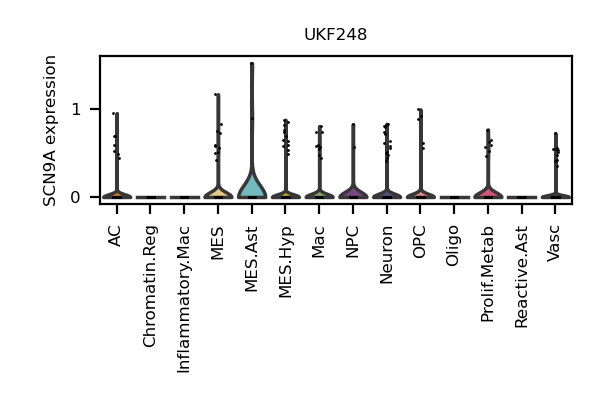 UKF248
SCN9A expression
1
0
AC
Chromatin.Reg
Inflammatory.Mac
MES
MES.Ast
MES.Hyp
Mac
NPC
Neuron
OPC
Oligo
Prolif.Metab
Reactive.Ast
Vasc